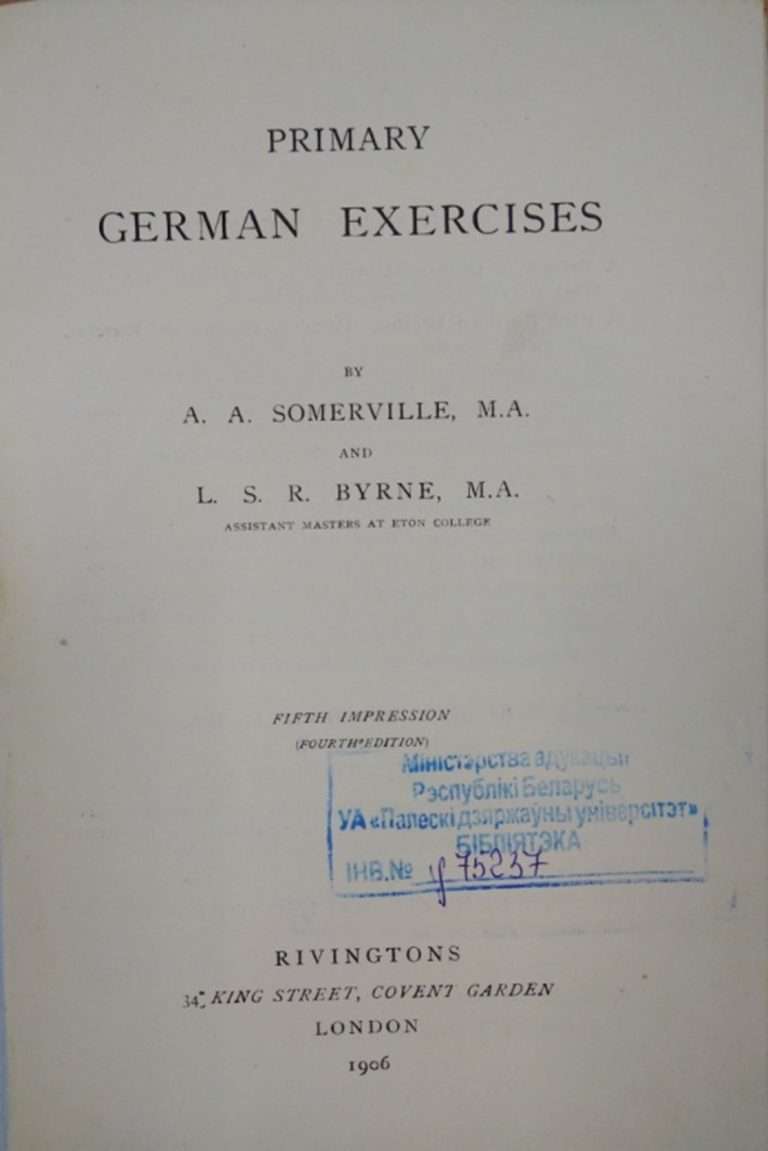 PRIMARY
GERMAN EXERCISES
BY
A. A. SOMERVILLE, M.A.
AND
L. S. R. BYRNE, M.A.
ASSISTANT MASTERS AT ETON COLLEGE
FIFTH IMPRESSION
(FOURTH EDITION)
Міністэрства адукацыі
Рэспублікі Беларусь
УА «Палескі дзяржаўны універсітэт»
БІБЛІЯТЭКА
ІНВ.№ у 75237
RIVINGTONS
34, KING STREET, COVENT GARDEN
LONDON
1906